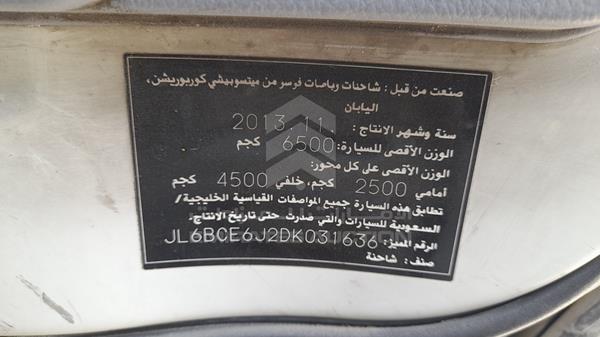 صنعت من قبل : شاحنات وباصات فوسو من ميتسوبيشي كوربوريشن،
اليابان
سنة وشهر الانتاج : 2013.11.
الوزن الأقصى للسيارة: 6500 كجم
الوزن الأقصى على كل محور:
أمامي 2500 كجم، خلفي 4500 كجم
تطابق هذه السيارة جميع المواصفات القياسية الخليجية/
السعودية للسيارات والتي صدرت حتى تاريخ الانتاج
الرقم المميز: JL6BCE6J2DK031636
صنف : شاحنة